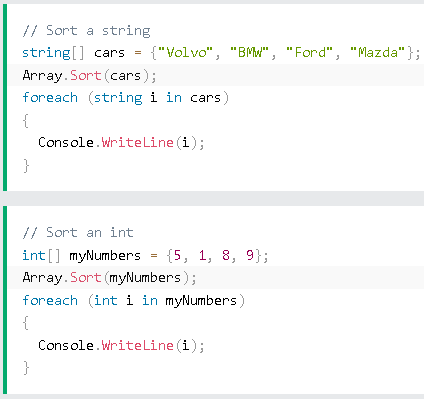 // Sort a string
string[] cars = {"Volvo", "BMW", "Ford", "Mazda"};
Array.Sort(cars);
foreach (string i in cars)
{
  Console.WriteLine(i);
}
// Sort an int
int[] myNumbers = {5, 1, 8, 9};
Array.Sort(myNumbers);
foreach (int i in myNumbers)
{
  Console.WriteLine(i);
}